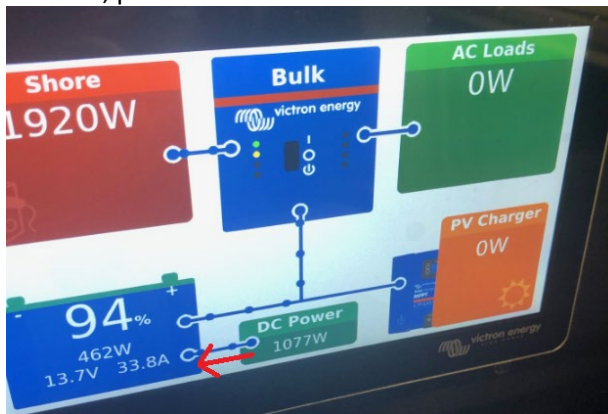 Shore
1920W
Bulk
victron energy
AC Loads
0W
PV Charger
0W
94%
462W
13.7V 33.8A
DC Power
1077W
victron energy